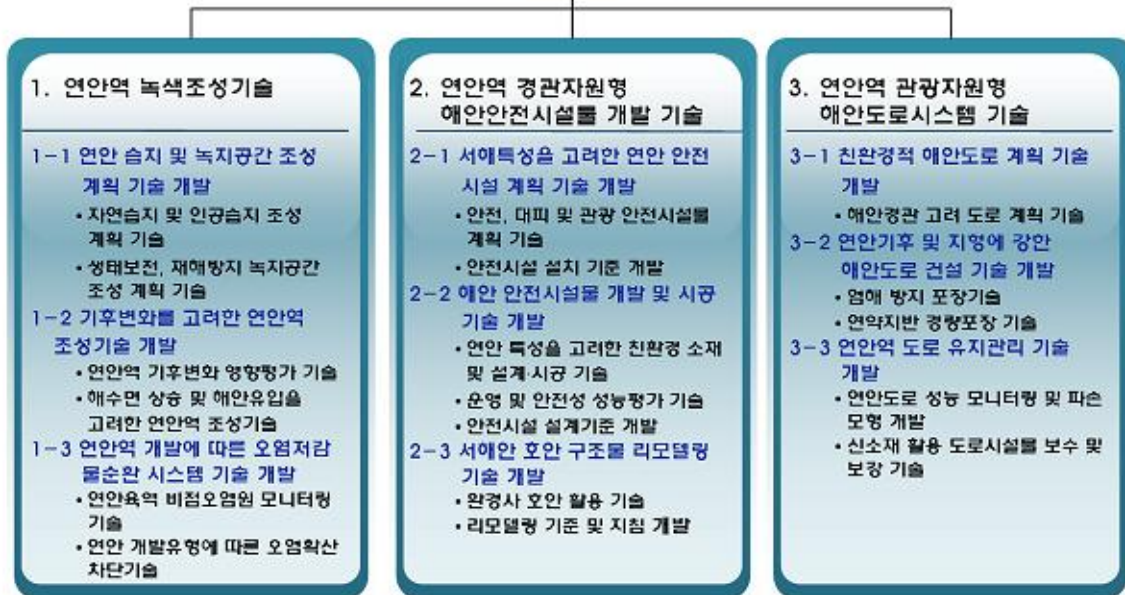 1. 연안역 녹색조성기술
1-1 연안 습지 및 녹지공간 조성
계획 기술 개발
• 자연습지 및 인공습지 조성
계획 기술
• 생태보전, 재해방지 녹지공간
조성 계획 기술
1-2 기후변화를 고려한 연안역
조성기술 개발
• 연안역 기후변화 영향평가 기술
• 해수면 상승 및 해안유입을
고려한 연안역 조성기술
1-3 연안역 개발에 따른 오염저감
물순환 시스템 기술 개발
• 연안육역 비점오염원 모니터링
기술
• 연안 개발유형에 따른 오염확산
차단기술
2. 연안역 경관자원형
해안안전시설물 개발 기술
2-1 서해특성을 고려한 연안 안전
시설 계획 기술 개발
• 안전, 대피 및 관광 안전시설물
계획 기술
• 안전시설 설치 기준 개발
2-2 해안 안전시설물 개발 및 시공
기술 개발
• 연안 특성을 고려한 친환경 소재
및 설계·시공 기술
• 운영 및 안전성 성능평가 기술
• 안전시설 설계기준 개발
2-3 서해안 호안 구조물 리모델링
기술 개발
• 완경사 호안 활용 기술
• 리모델링 기준 및 지침 개발
3. 연안역 관광자원형
해안도로시스템 기술
3-1 친환경적 해안도로 계획 기술
개발
• 해안경관 고려 도로 계획 기술
3-2 연안기후 및 지형에 강한
해안도로 건설 기술 개발
• 염해 방지 포장기술
• 연약지반 경량포장 기술
3-3 연안역 도로 유지관리 기술
개발
• 연안도로 성능 모니터링 및 파손
모형 개발
• 신소재 활용 도로시설물 보수 및
보강 기술